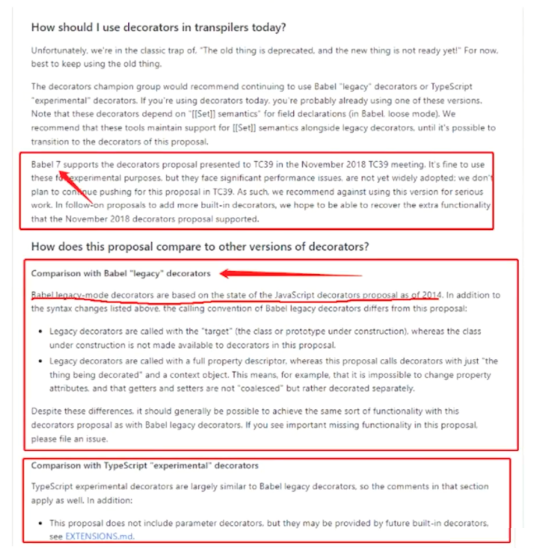 How should I use decorators in transpilers today?
Unfortunately, we're in the classic trap of, "The old thing is deprecated, and the new thing is not ready yet!" For now,
best to keep using the old thing.
The decorators champion group would recommend continuing to use Babel "legacy" decorators or TypeScript
"experimental" decorators. If you're using decorators today, you're probably already using one of these versions.
Note that these decorators depend on "[[Set]] semantics" for field declarations (in Babel, loose mode). We
recommend that these tools maintain support for [[Set]] semantics alongside legacy decorators, until it's possible to
transition to the decorators of this proposal.
Babel 7 supports the decorators proposal presented to TC39 in the November 2018 TC39 meeting. It's fine to use
these for experimental purposes, but they face significant performance issues, are not yet widely adopted; we don't
plan to continue pushing for this proposal in TC39. As such, we recommend against using this version for serious
work. In follow-on proposals to add more built-in decorators, we hope to be able to recover the extra functionality
that the November 2018 decorators proposal supported.
How does this proposal compare to other versions of decorators?
Comparison with Babel "legacy" decorators
Babel legacy-mode decorators are based on the state of the JavaScript decorators proposal as of 2014. In addition to
the syntax changes listed above, the calling convention of Babel legacy decorators differs from this proposal:
• Legacy decorators are called with the "target" (the class or prototype under construction), whereas the class
under construction is not made available to decorators in this proposal.
• Legacy decorators are called with a full property descriptor, whereas this proposal calls decorators with just "the
thing being decorated" and a context object. This means, for example, that it is impossible to change property
attributes, and that getters and setters are not "coalesced" but rather decorated separately.
Despite these differences, it should generally be possible to achieve the same sort of functionality with this
decorators proposal as with Babel legacy decorators. If you see important missing functionality in this proposal,
please file an issue.
Comparison with TypeScript "experimental" decorators
TypeScript experimental decorators are largely similar to Babel legacy decorators, so the comments in that section
apply as well. In addition:
• This proposal does not include parameter decorators, but they may be provided by future built-in decorators,
see EXTENSIONS.md.